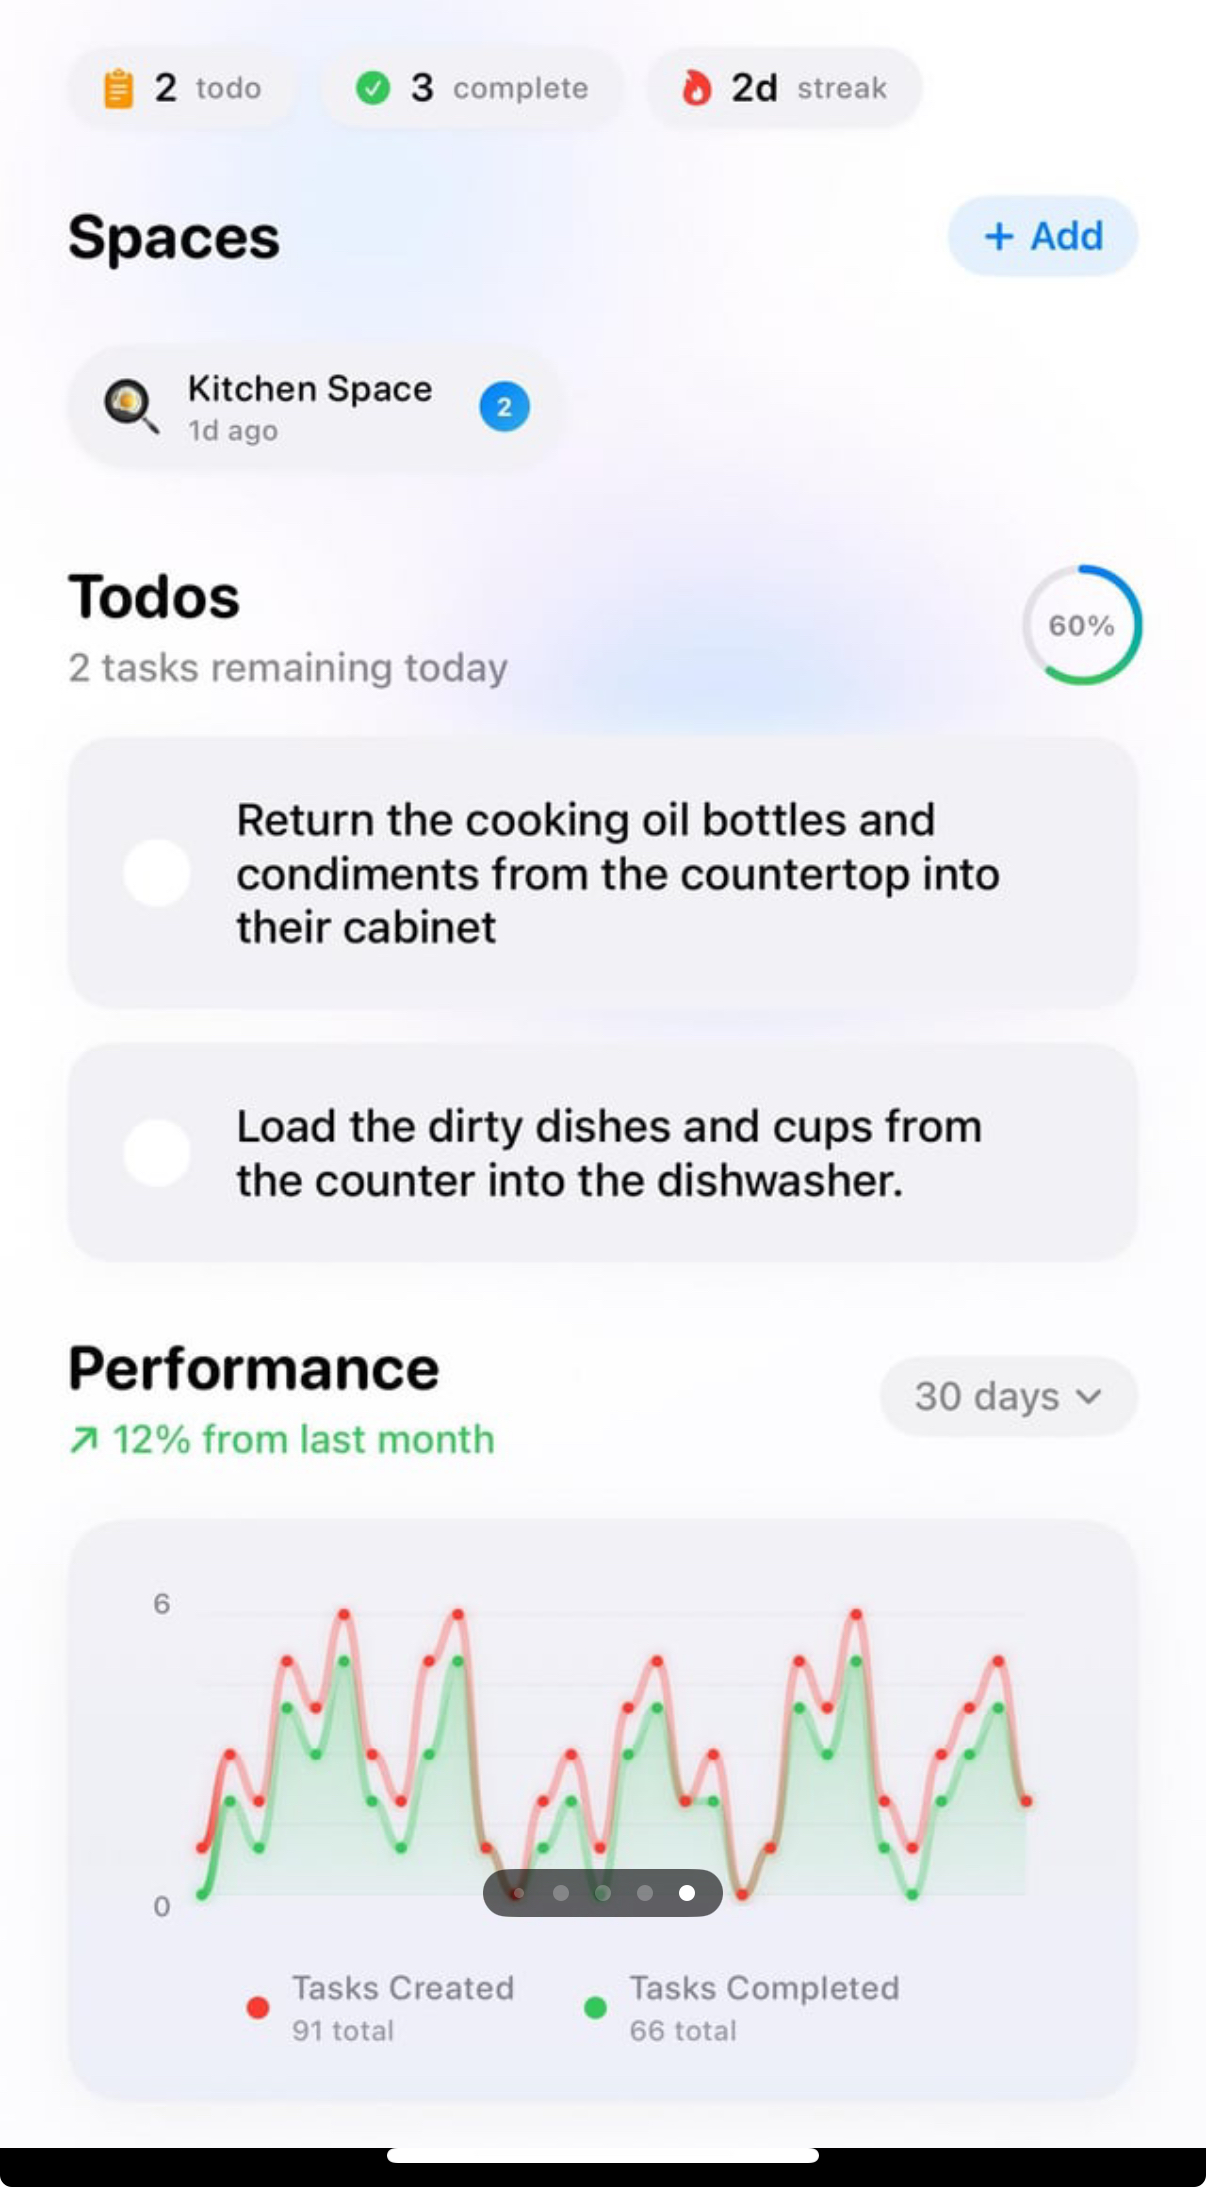 2 todo 3 complete 2d streak
Spaces
+ Add
Kitchen Space
1d ago
2
Todos
2 tasks remaining today
60%
Return the cooking oil bottles and
condiments from the countertop into
their cabinet
Load the dirty dishes and cups from
the counter into the dishwasher.
Performance
12% from last month
30 days
6
0
Tasks Created
91 total
Tasks Completed
66 total